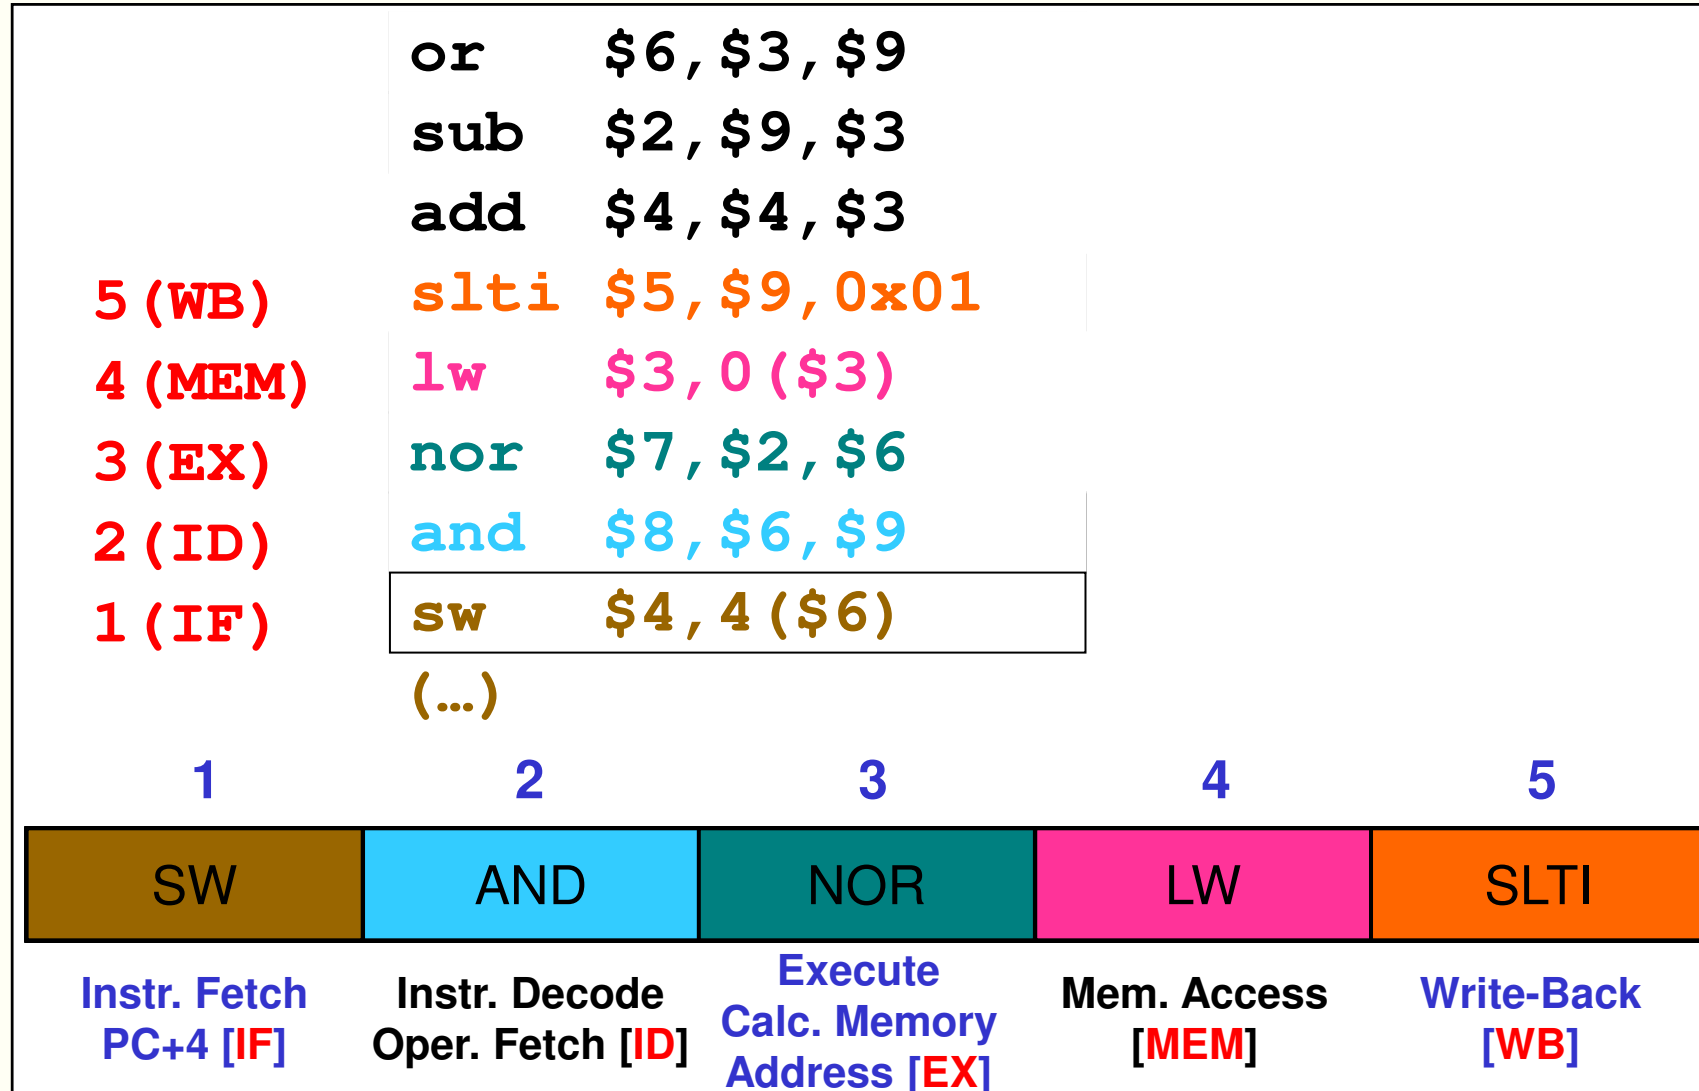 or $6,$3,$9
sub $2,$9,$3
add $4,$4,$3
5(WB) slti $5,$9,0x01
4(MEM) lw $3,0($3)
3(EX) nor $7,$2,$6
2(ID) and $8,$6,$9
1(IF) sw $4,4($6)
(…)
1 2 3 4 5
SW AND NOR LW SLTI
Instr. Fetch
PC+4 [IF]
Instr. Decode
Oper. Fetch [ID]
Execute
Calc. Memory
Address [EX]
Mem. Access
[MEM]
Write-Back
[WB]